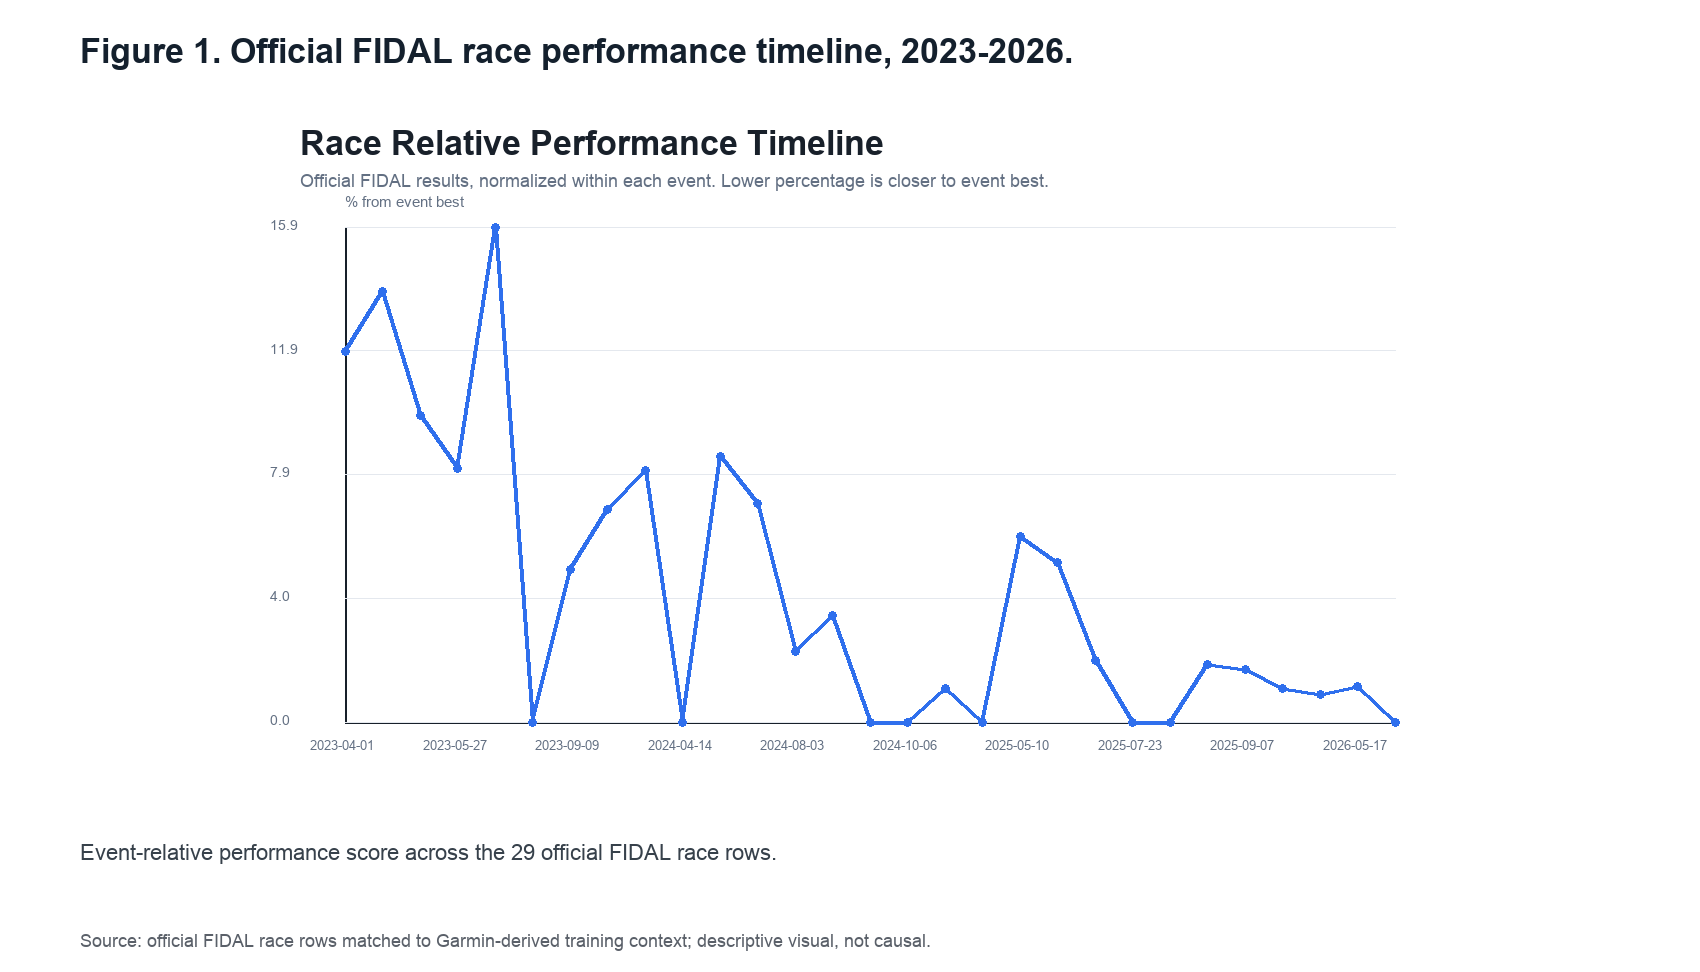 Figure 1. Official FIDAL race performance timeline, 2023-2026.
Race Relative Performance Timeline
Official FIDAL results, normalized within each event. Lower percentage is closer to event best.
% from event best
15.9
11.9
7.9
4.0
0.0
2023-04-01 2023-05-27 2023-09-09 2024-04-14 2024-08-03 2024-10-06 2025-05-10 2025-07-23 2025-09-07 2026-05-17
Event-relative performance score across the 29 official FIDAL race rows.
Source: official FIDAL race rows matched to Garmin-derived training context; descriptive visual, not causal.